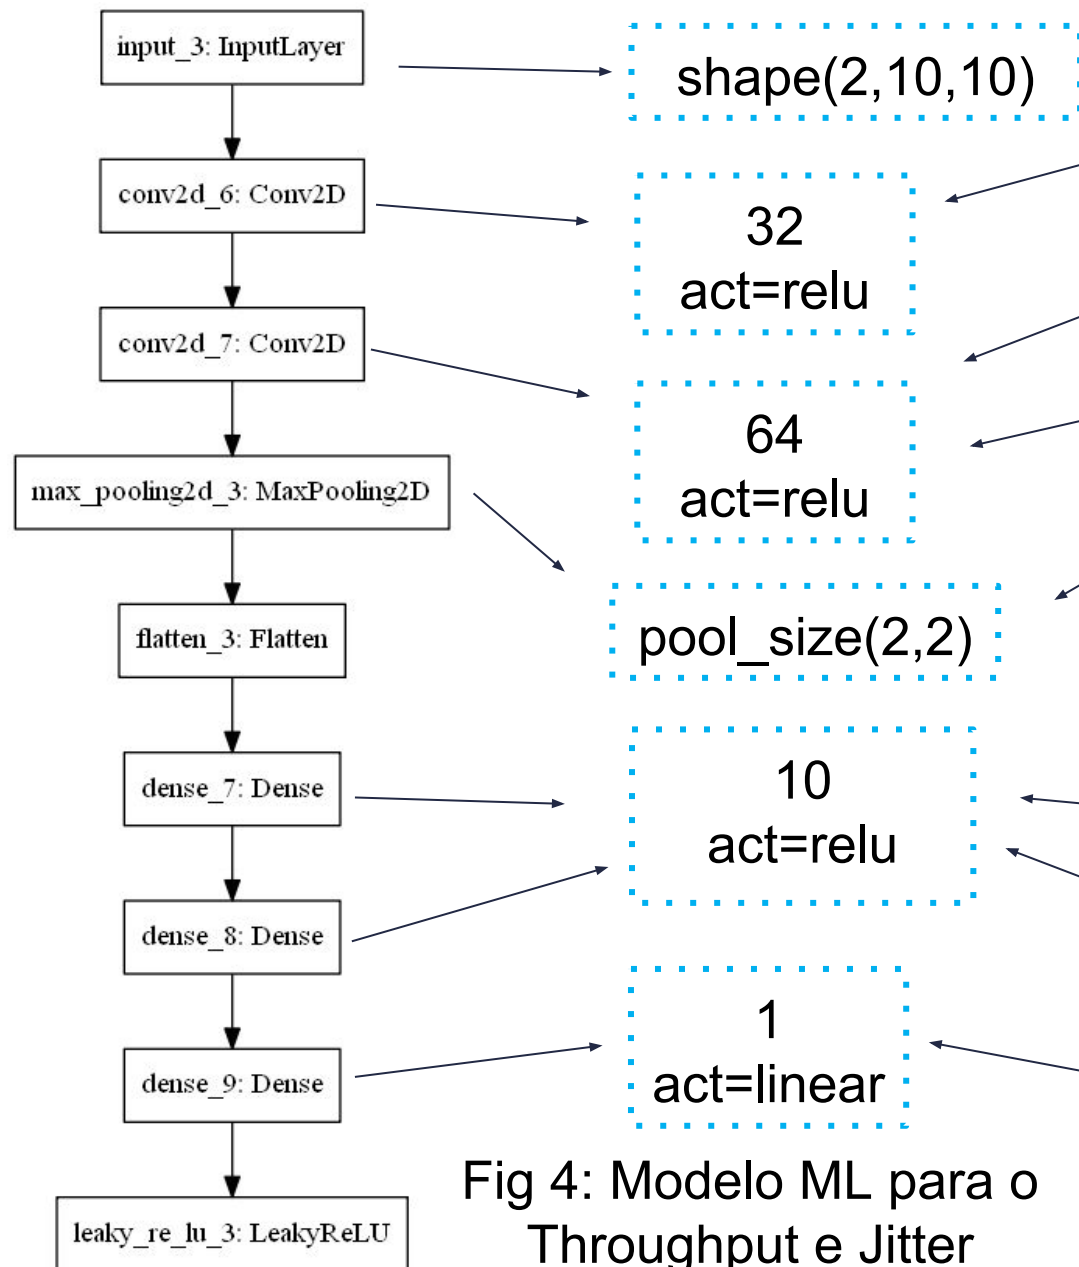 input_3: InputLayer
shape(2,10,10)
conv2d_6: Conv2D
32
act=relu
conv2d_7: Conv2D
64
act=relu
max_pooling2d_3: MaxPooling2D
pool_size(2,2)
flatten_3: Flatten
dense_7: Dense
10
act=relu
dense_8: Dense
dense_9: Dense
1
act=linear
leaky_re_lu_3: LeakyReLU
Fig 4: Modelo ML para o
Throughput e Jitter